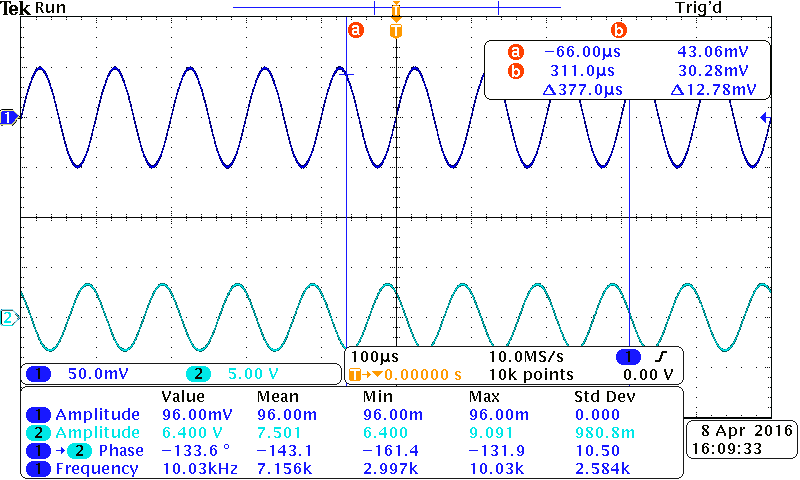 Tek Run Trig'd
T
a b T
a −66.00µs 43.06mV
b 311.0µs 30.28mV
Δ377.0µs Δ12.78mV
1
2
1 50.0mV 2 5.00 V
100µs 10.0MS/s 1
T→▼0.00000 s 10k points 0.00 V
Value Mean Min Max Std Dev
1 Amplitude 96.00mV 96.00m 96.00m 96.00m 0.000
2 Amplitude 6.400 V 7.501 6.400 9.091 980.8m
1 → 2 Phase −133.6 ° −143.1 −161.4 −131.9 10.50
1 Frequency 10.03kHz 7.156k 2.997k 10.03k 2.584k
8 Apr 2016
16:09:33